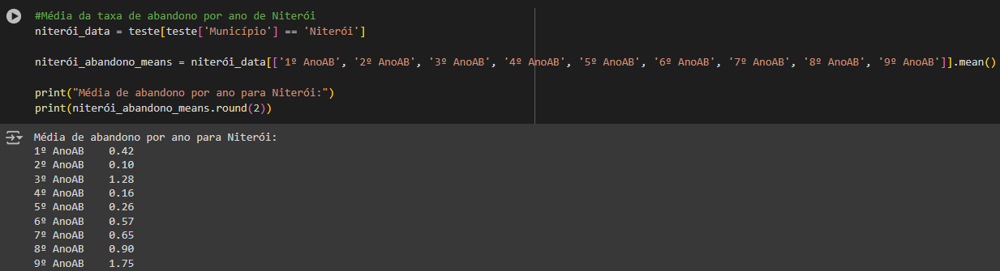 #Média da taxa de abandono por ano de Niterói
niterói_data = teste[teste['Município'] == 'Niterói']
niterói_abandono_means = niterói_data[['1º AnoAB', '2º AnoAB', '3º AnoAB', '4º AnoAB', '5º AnoAB', '6º AnoAB', '7º AnoAB', '8º AnoAB', '9º AnoAB']].mean()
print("Média de abandono por ano para Niterói:")
print(niterói_abandono_means.round(2))
Média de abandono por ano para Niterói:
1º AnoAB    0.42
2º AnoAB    0.10
3º AnoAB    1.28
4º AnoAB    0.16
5º AnoAB    0.26
6º AnoAB    0.57
7º AnoAB    0.65
8º AnoAB    0.90
9º AnoAB    1.75